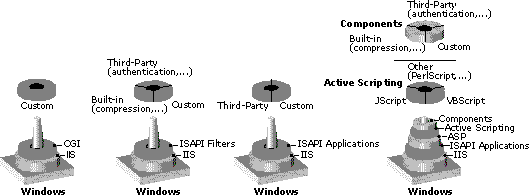 Custom
CGI
IIS
Windows
Third-Party
(authentication,...)
Built-in
(compression,...)
Custom
ISAPI Filters
IIS
Windows
Third-Party
Custom
ISAPI Applications
IIS
Windows
Third-Party
(authentication,...)
Components
Built-in
(compression,...)
Custom
Other
(PerlScript,...)
Active Scripting
JScript
VBScript
Components
Active Scripting
ASP
ISAPI Applications
IIS
Windows